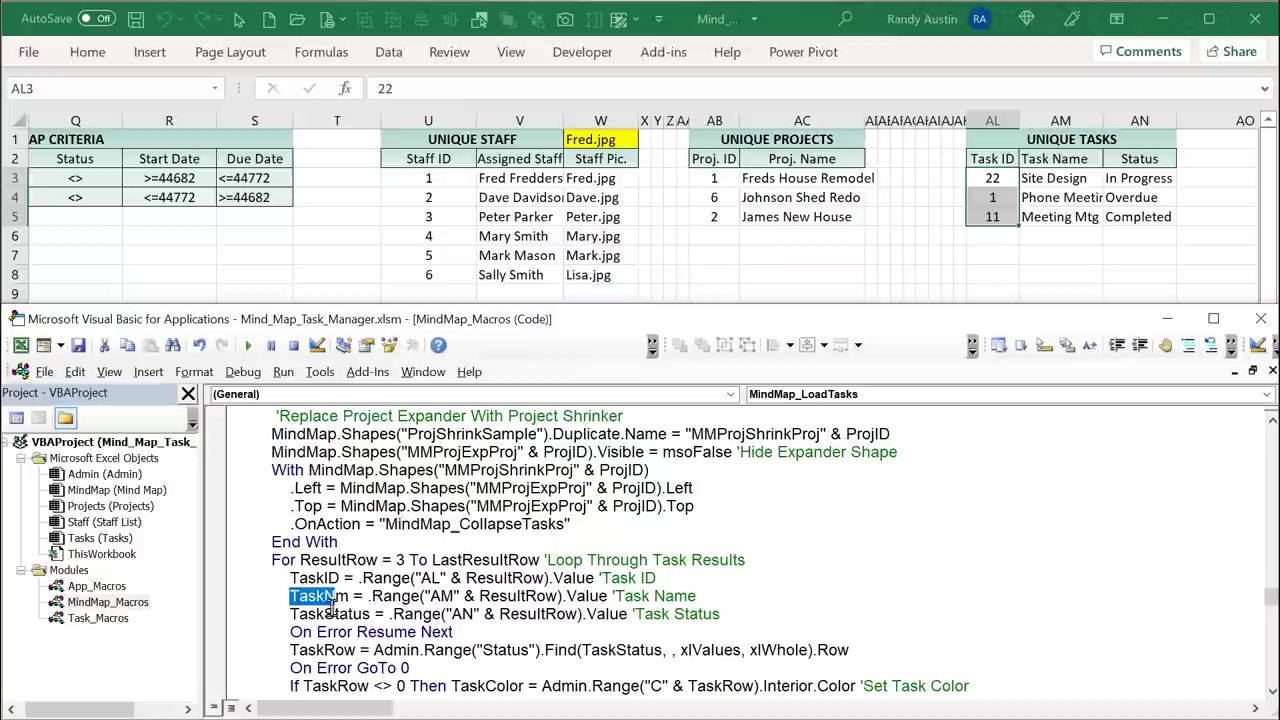 AutoSave Off Mind_... Randy Austin RA
File Home Insert Page Layout Formulas Data Review View Developer Add-ins Help Power Pivot Comments Share
AL3 22
Q R S T U V W X Y Z AB AC AL AM AN AO
1 AP CRITERIA UNIQUE STAFF Fred.jpg UNIQUE PROJECTS UNIQUE TASKS
2 Status Start Date Due Date Staff ID Assigned Staff Staff Pic. Proj. ID Proj. Name Task ID Task Name Status
3 <> >=44682 <=44772 1 Fred Fredders Fred.jpg 1 Freds House Remodel 22 Site Design In Progress
4 <> <=44772 >=44682 2 Dave Davidso Dave.jpg 6 Johnson Shed Redo 1 Phone Meetir Overdue
5 3 Peter Parker Peter.jpg 2 James New House 11 Meeting Mtg Completed
6 4 Mary Smith Mary.jpg
7 5 Mark Mason Mark.jpg
8 6 Sally Smith Lisa.jpg
9
Microsoft Visual Basic for Applications - Mind_Map_Task_Manager.xlsm - [MindMap_Macros (Code)]
File Edit View Insert Format Debug Run Tools Add-Ins Window Help
Project - VBAProject
(General) MindMap_LoadTasks
VBAProject (Mind_Map_Task_
Microsoft Excel Objects
Admin (Admin)
MindMap (Mind Map)
Projects (Projects)
Staff (Staff List)
Tasks (Tasks)
ThisWorkbook
Modules
App_Macros
MindMap_Macros
Task_Macros
'Replace Project Expander With Project Shrinker
MindMap.Shapes("ProjShrinkSample").Duplicate.Name = "MMProjShrinkProj" & ProjID
MindMap.Shapes("MMProjExpProj" & ProjID).Visible = msoFalse 'Hide Expander Shape
With MindMap.Shapes("MMProjShrinkProj" & ProjID)
.Left = MindMap.Shapes("MMProjExpProj" & ProjID).Left
.Top = MindMap.Shapes("MMProjExpProj" & ProjID).Top
.OnAction = "MindMap_CollapseTasks"
End With
For ResultRow = 3 To LastResultRow 'Loop Through Task Results
TaskID = .Range("AL" & ResultRow).Value 'Task ID
TaskNm = .Range("AM" & ResultRow).Value 'Task Name
TaskStatus = .Range("AN" & ResultRow).Value 'Task Status
On Error Resume Next
TaskRow = Admin.Range("Status").Find(TaskStatus, , xlValues, xlWhole).Row
On Error GoTo 0
If TaskRow <> 0 Then TaskColor = Admin.Range("C" & TaskRow).Interior.Color 'Set Task Color